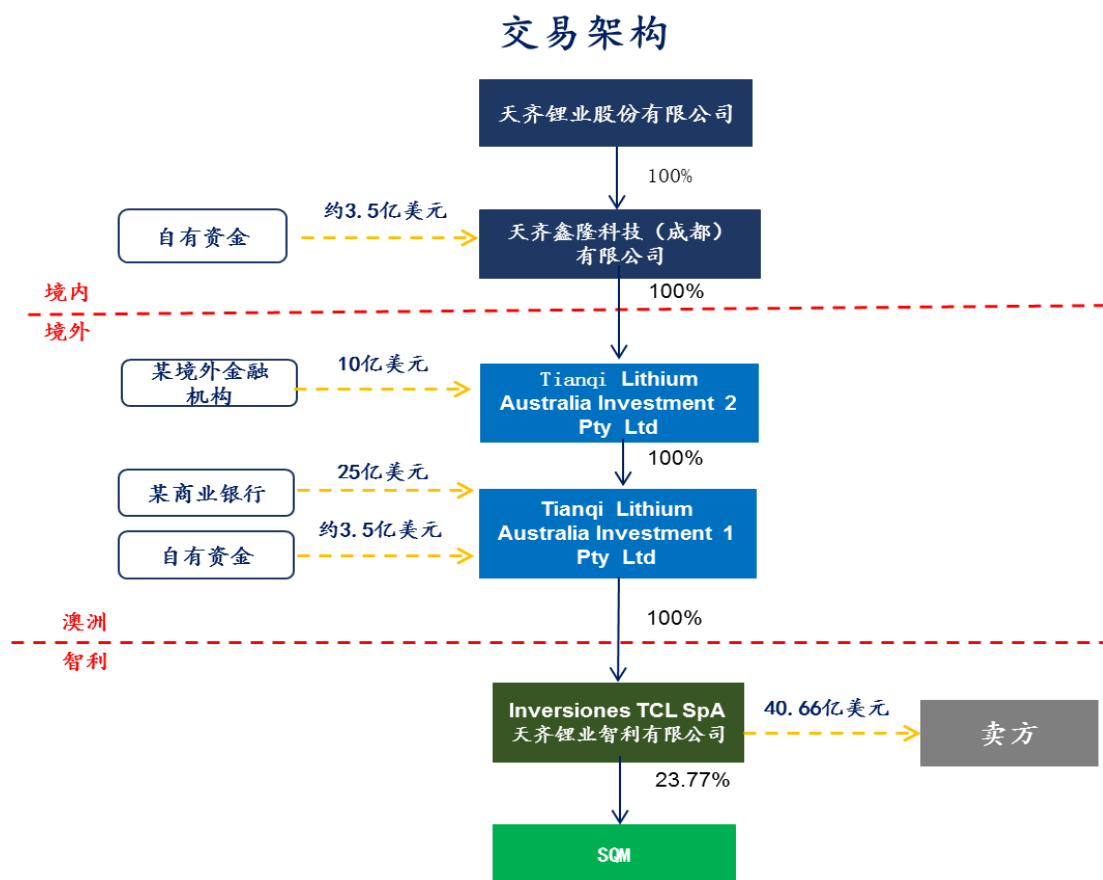 交易架构
天齐锂业股份有限公司
100%
自有资金
约3.5亿美元
天齐鑫隆科技（成都）
有限公司
100%
境内
境外
某境外金融
机构
10亿美元
Tianqi Lithium
Australia Investment 2
Pty Ltd
100%
某商业银行
25亿美元
自有资金
约3.5亿美元
Tianqi Lithium
Australia Investment 1
Pty Ltd
100%
澳洲
智利
Inversiones TCL SpA
天齐锂业智利有限公司
40.66亿美元
卖方
23.77%
SQM